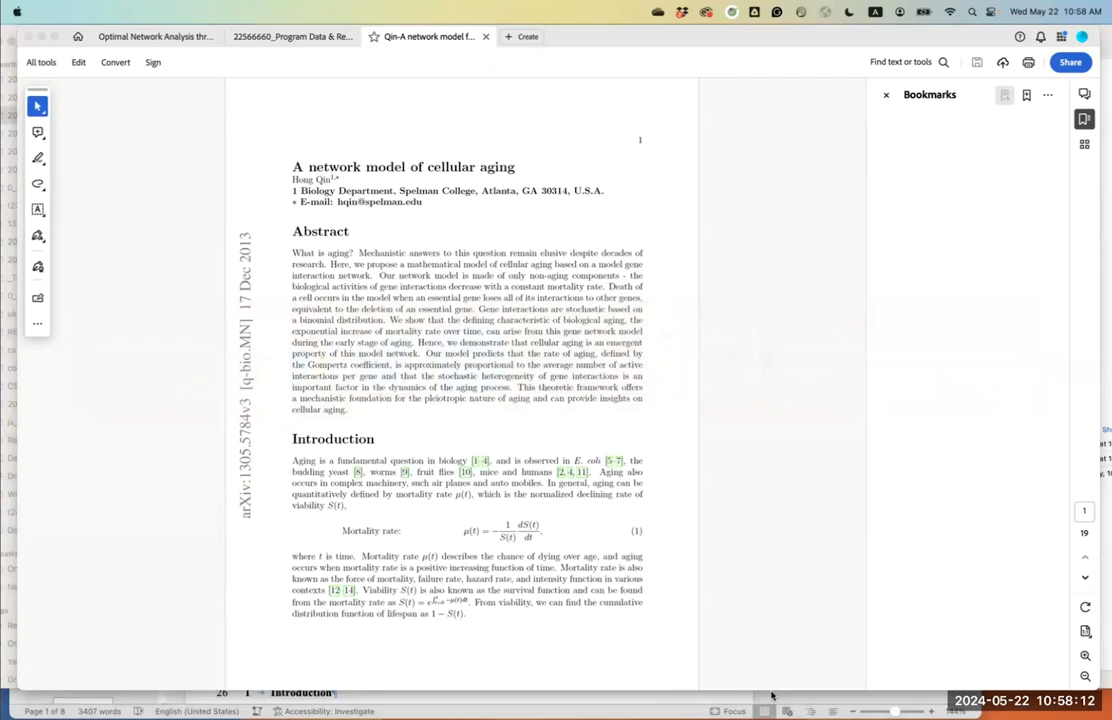 Wed May 22 10:58 AM
Optimal Network Analysis thr...
22566660_Program Data & Re...
Qin-A network model f...
+ Create
All tools
Edit
Convert
Sign
Find text or tools
Share
Bookmarks
1
A network model of cellular aging
Hong Qin1,*
1 Biology Department, Spelman College, Atlanta, GA 30314, U.S.A.
∗ E-mail: hqin@spelman.edu
Abstract
What is aging? Mechanistic answers to this question remain elusive despite decades of
research. Here, we propose a mathematical model of cellular aging based on a model gene
interaction network. Our network model is made of only non-aging components - the
biological activities of gene interactions decrease with a constant mortality rate. Death of
a cell occurs in the model when an essential gene loses all of its interactions to other genes,
equivalent to the deletion of an essential gene. Gene interactions are stochastic based on
a binomial distribution. We show that the defining characteristic of biological aging, the
exponential increase of mortality rate over time, can arise from this gene network model
during the early stage of aging. Hence, we demonstrate that cellular aging is an emergent
property of this model network. Our model predicts that the rate of aging, defined by
the Gompertz coefficient, is approximately proportional to the average number of active
interactions per gene and that the stochastic heterogeneity of gene interactions is an
important factor in the dynamics of the aging process. This theoretic framework offers
a mechanistic foundation for the pleiotropic nature of aging and can provide insights on
cellular aging.
arXiv:1305.5784v3 [q-bio.MN] 17 Dec 2013
Introduction
Aging is a fundamental question in biology [1–4], and is observed in E. coli [5–7], the
budding yeast [8], worms [9], fruit flies [10], mice and humans [2,4,11]. Aging also
occurs in complex machinery, such air planes and auto mobiles. In general, aging can be
quantitatively defined by mortality rate μ(t), which is the normalized declining rate of
viability S(t),
Mortality rate: μ(t) = −1/S(t) dS(t)/dt, (1)
where t is time. Mortality rate μ(t) describes the chance of dying over age, and aging
occurs when mortality rate is a positive increasing function of time. Mortality rate is also
known as the force of mortality, failure rate, hazard rate, and intensity function in various
contexts [12–14]. Viability S(t) is also known as the survival function and can be found
from the mortality rate as S(t) = e^∫−μ(t)dt. From viability, we can find the cumulative
distribution function of lifespan as 1 − S(t).
1
19
26 1 Introduction
Page 1 of 8
3407 words
English (United States)
Accessibility: Investigate
Focus
2024-05-22 10:58:12